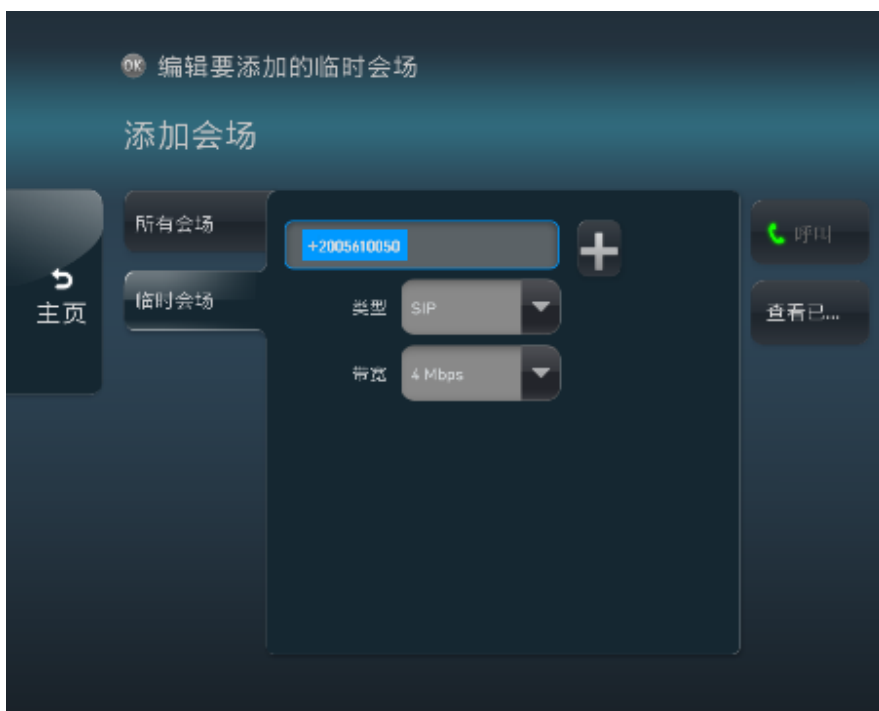 OK 编辑要添加的临时会场
添加会场
所有会场
+2005610050
呼叫
主页
临时会场
类型 SIP
查看已...
带宽 4 Mbps